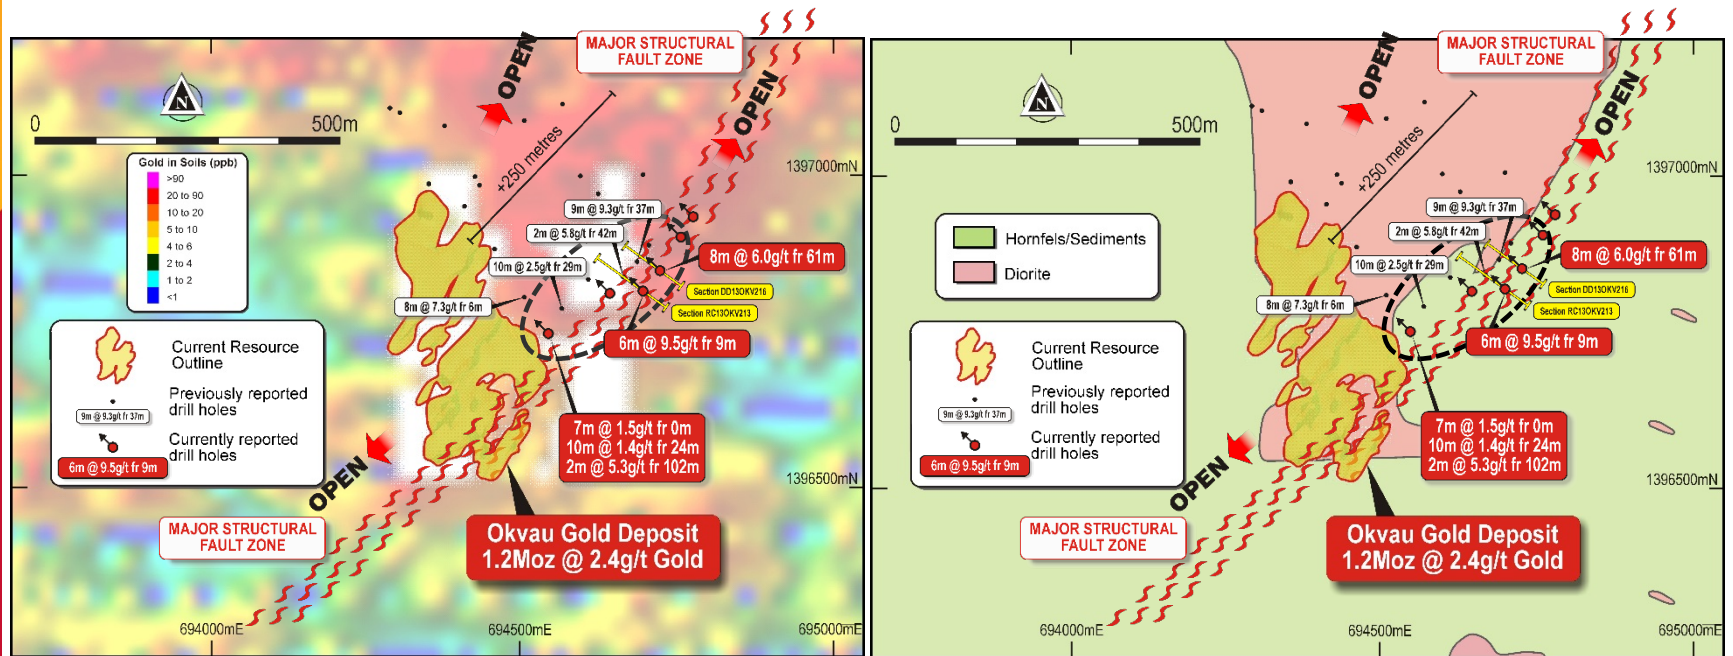 MAJOR STRUCTURAL
FAULT ZONE
OPEN
OPEN
N
0 500m
+250 metres
1397000mN
Gold in Soils (ppb)
>90
20 to 90
10 to 20
5 to 10
4 to 6
2 to 4
1 to 2
<1
9m @ 9.3g/t fr 37m
2m @ 5.8g/t fr 42m
10m @ 2.5g/t fr 29m
8m @ 7.3g/t fr 6m
8m @ 6.0g/t fr 61m
Section DD13OKV216
Section RC13OKV213
6m @ 9.5g/t fr 9m
Current Resource
Outline
Previously reported
drill holes
9m @ 9.3g/t fr 37m
Currently reported
drill holes
6m @ 9.5g/t fr 9m
7m @ 1.5g/t fr 0m
10m @ 1.4g/t fr 24m
2m @ 5.3g/t fr 102m
1396500mN
OPEN
MAJOR STRUCTURAL
FAULT ZONE
Okvau Gold Deposit
1.2Moz @ 2.4g/t Gold
694000mE
694500mE
695000mE
MAJOR STRUCTURAL
FAULT ZONE
OPEN
OPEN
N
0 500m
+250 metres
1397000mN
Hornfels/Sediments
Diorite
9m @ 9.3g/t fr 37m
2m @ 5.8g/t fr 42m
10m @ 2.5g/t fr 29m
8m @ 7.3g/t fr 6m
8m @ 6.0g/t fr 61m
Section DD13OKV216
Section RC13OKV213
6m @ 9.5g/t fr 9m
Current Resource
Outline
Previously reported
drill holes
9m @ 9.3g/t fr 37m
Currently reported
drill holes
6m @ 9.5g/t fr 9m
7m @ 1.5g/t fr 0m
10m @ 1.4g/t fr 24m
2m @ 5.3g/t fr 102m
1396500mN
OPEN
MAJOR STRUCTURAL
FAULT ZONE
Okvau Gold Deposit
1.2Moz @ 2.4g/t Gold
694000mE
694500mE
695000mE